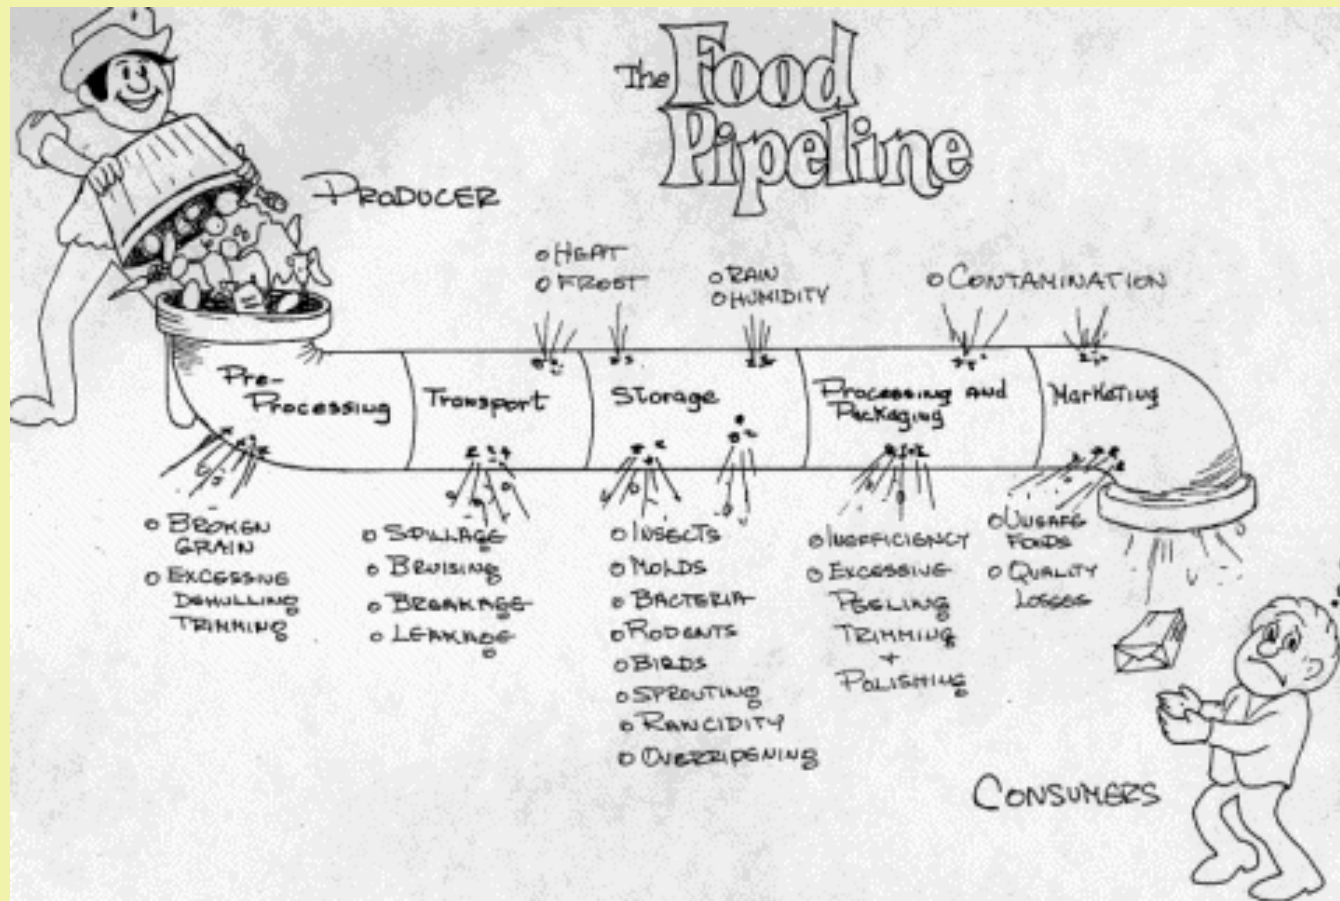 The Food
Pipeline
PRODUCER
o HEAT
o FROST
o RAIN
o HUMIDITY
o CONTAMINATION
Pre-
Processing
Transport
Storage
Processing and
Packaging
Marketing
o BROKEN
GRAIN
o EXCESSING
DEHULLING
TRIMMING
o SPILLAGE
o BRUISING
o BREAKAGE
o LEAKAGE
o INSECTS
o MOLDS
o BACTERIA
o RODENTS
o BIRDS
o SPROUTING
o RANCIDITY
o OVERRIPENING
o INEFFICIENCY
o EXCESSIVE
PEELING
TRIMMING
+
POLISHING
o UNSAFE
FOODS
o QUALITY
LOSSES
CONSUMERS